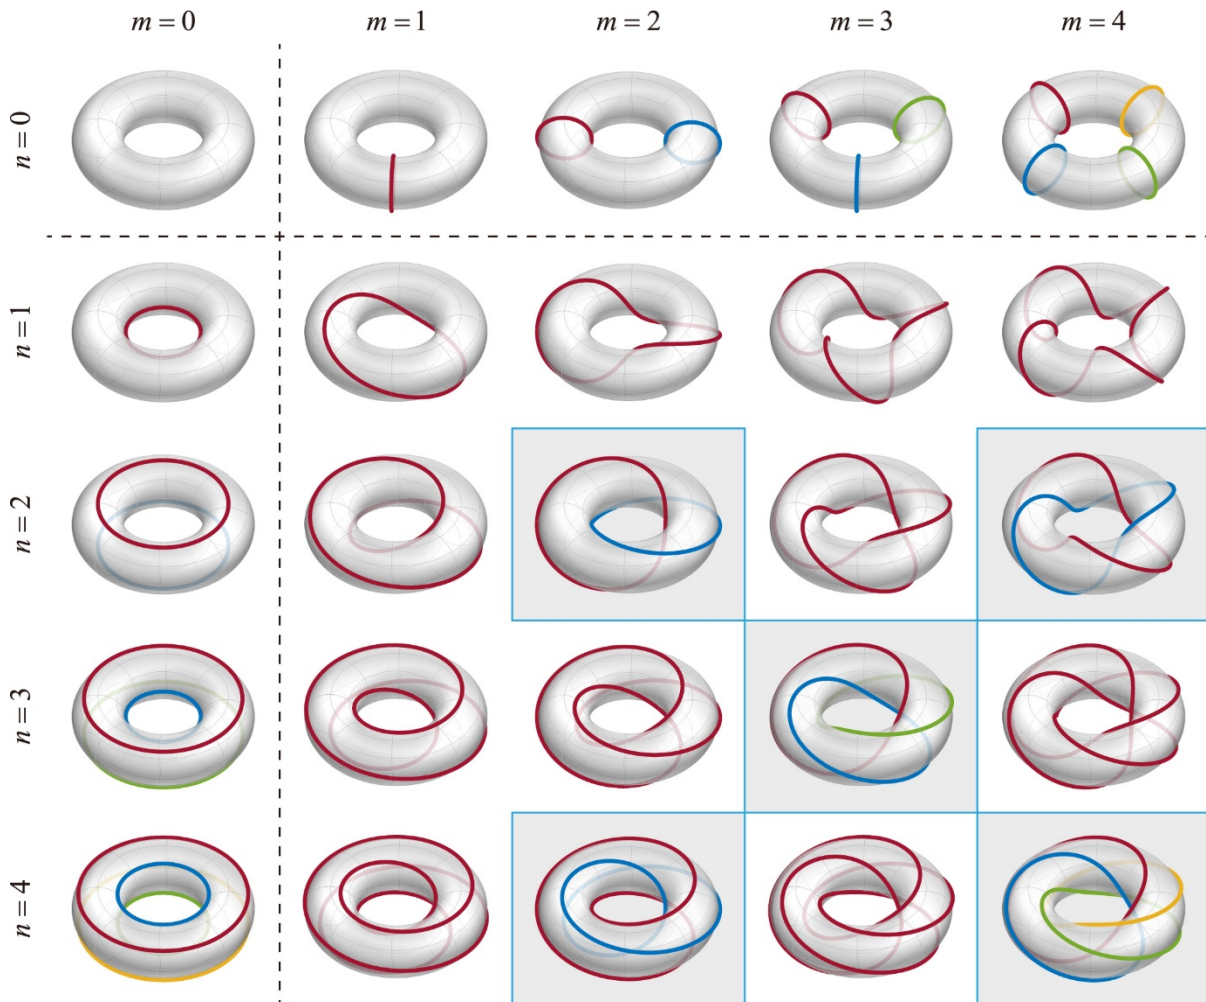 m = 0
m = 1
m = 2
m = 3
m = 4
n = 0
n = 1
n = 2
n = 3
n = 4